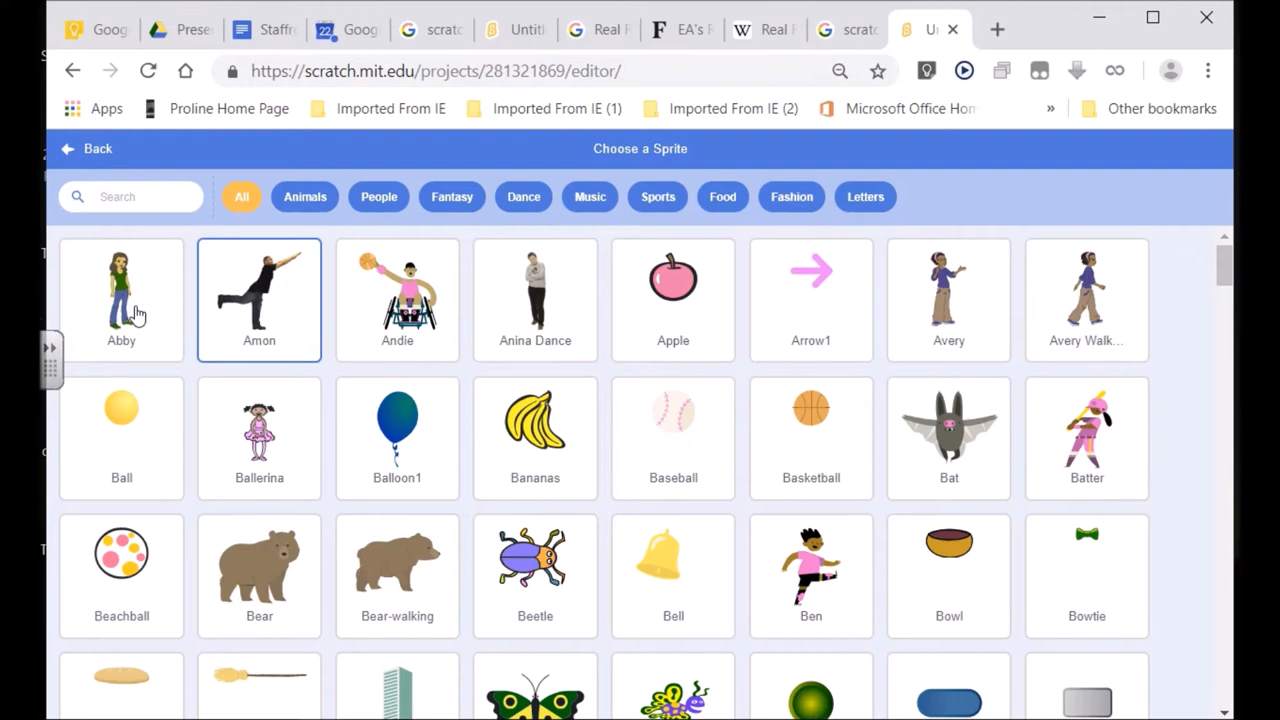 Goog
Prese
Staffr
22 Goog
scratc
Untitl
Real F
F EA's F
W Real F
scratc
Un
https://scratch.mit.edu/projects/281321869/editor/
Apps
Proline Home Page
Imported From IE
Imported From IE (1)
Imported From IE (2)
Microsoft Office Hom
»
Other bookmarks
Back
Choose a Sprite
Search
All
Animals
People
Fantasy
Dance
Music
Sports
Food
Fashion
Letters
Abby
Amon
Andie
Anina Dance
Apple
Arrow1
Avery
Avery Walk...
Ball
Ballerina
Balloon1
Bananas
Baseball
Basketball
Bat
Batter
Beachball
Bear
Bear-walking
Beetle
Bell
Ben
Bowl
Bowtie